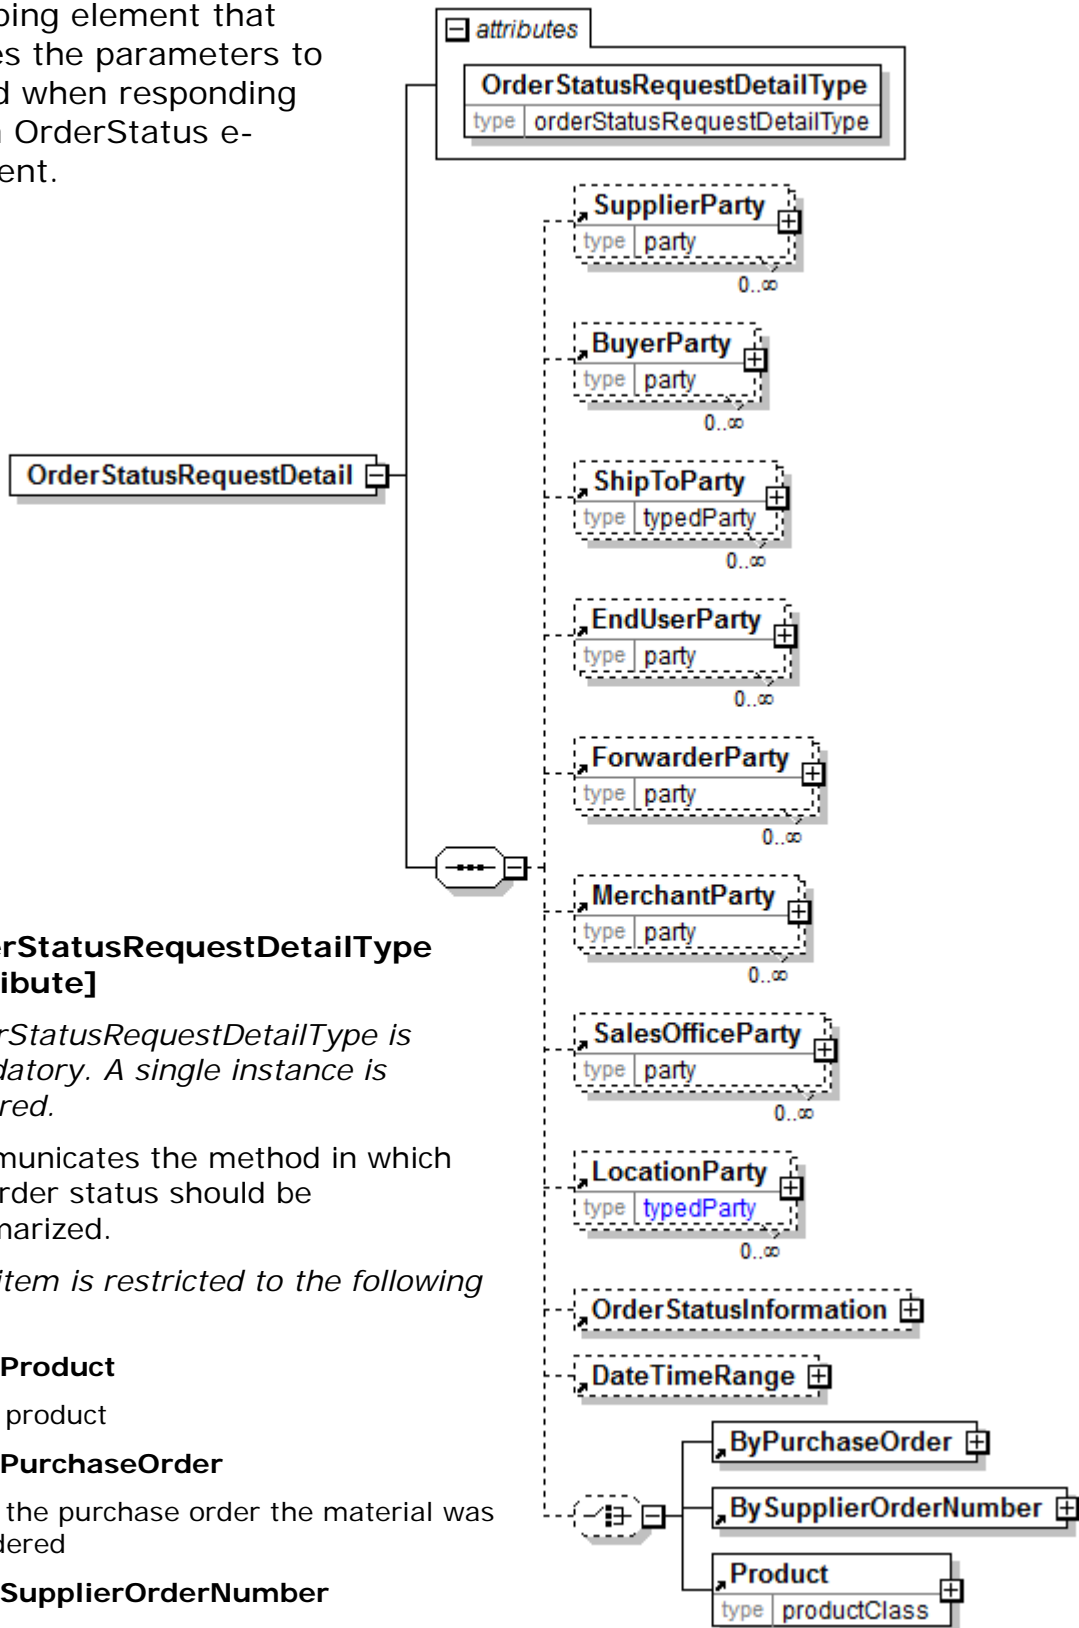 ping element that
es the parameters to
d when responding
n OrderStatus e-
ent.
attributes
OrderStatusRequestDetailType
type orderStatusRequestDetailType
SupplierParty
type party
0..∞
BuyerParty
type party
0..∞
OrderStatusRequestDetail
ShipToParty
type typedParty
0..∞
EndUserParty
type party
0..∞
ForwarderParty
type party
0..∞
MerchantParty
type party
0..∞
SalesOfficeParty
type party
0..∞
LocationParty
type typedParty
0..∞
OrderStatusInformation
DateTimeRange
ByPurchaseOrder
BySupplierOrderNumber
Product
type productClass
erStatusRequestDetailType
ibute]
rStatusRequestDetailType is
datory. A single instance is
red.
municates the method in which
rder status should be
marized.
item is restricted to the following
Product
product
PurchaseOrder
the purchase order the material was
dered
SupplierOrderNumber